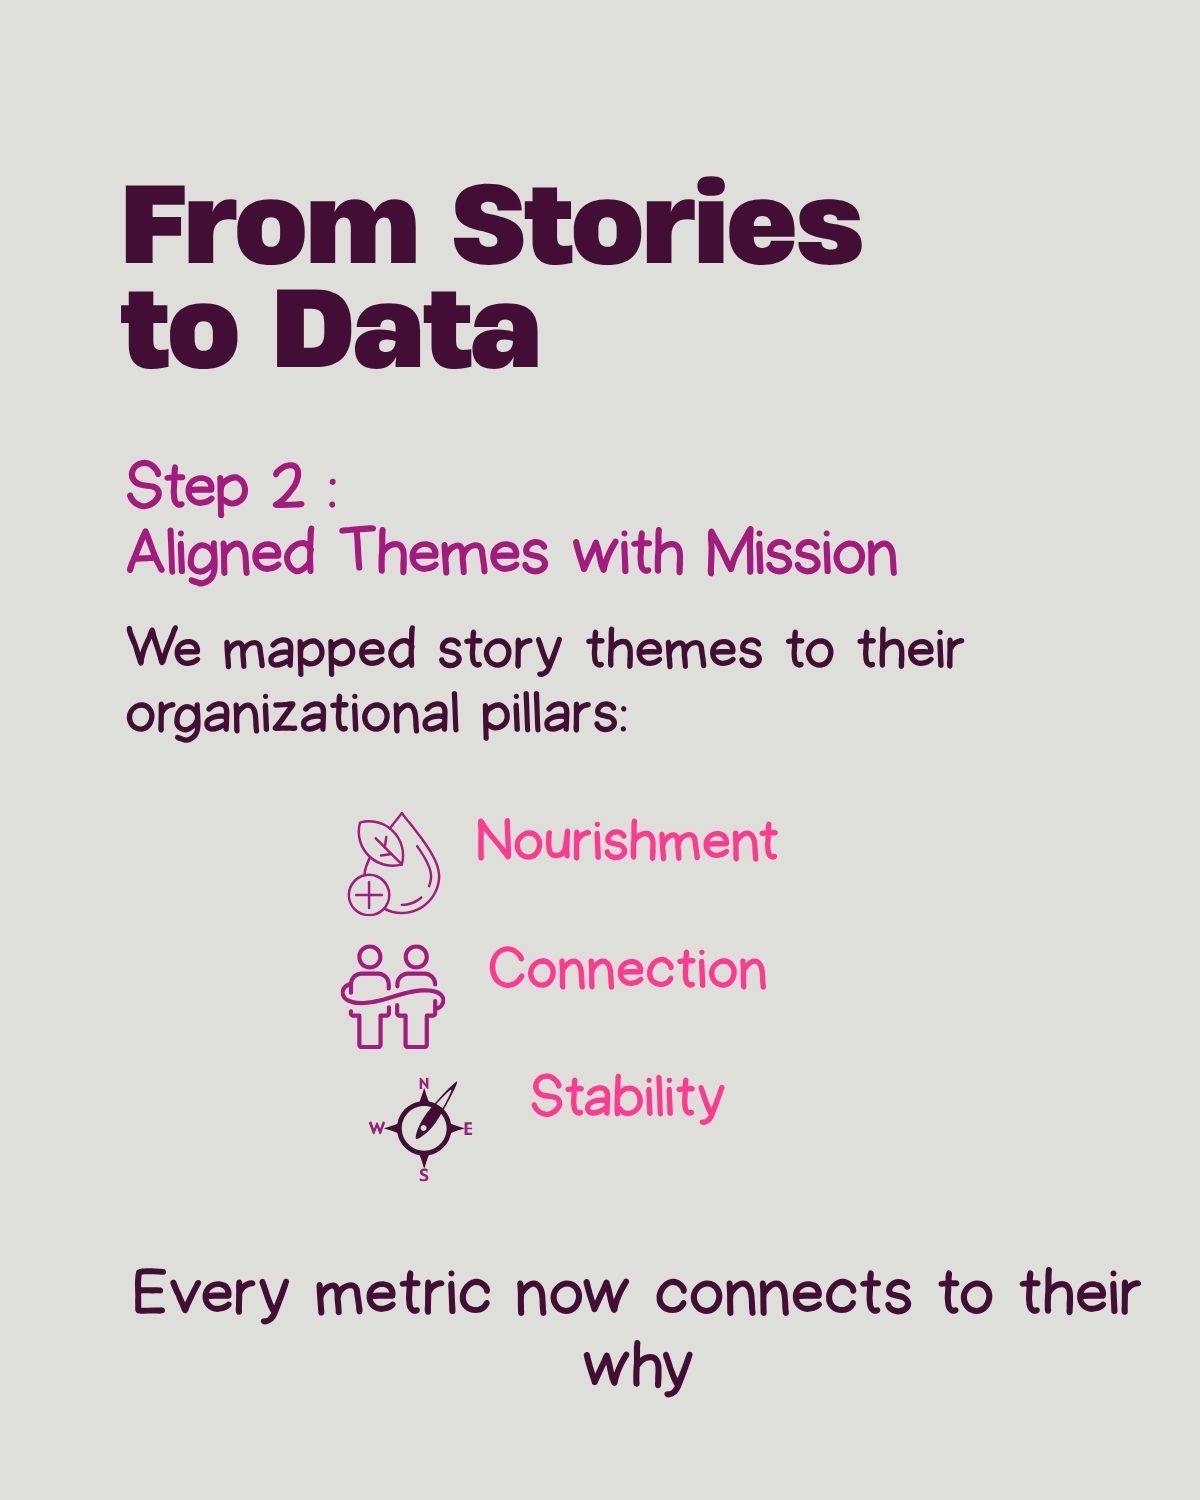 From Stories
to Data
Step 2 :
Aligned Themes with Mission
We mapped story themes to their
organizational pillars:
Nourishment
Connection
N
W E
S
Stability
Every metric now connects to their
why